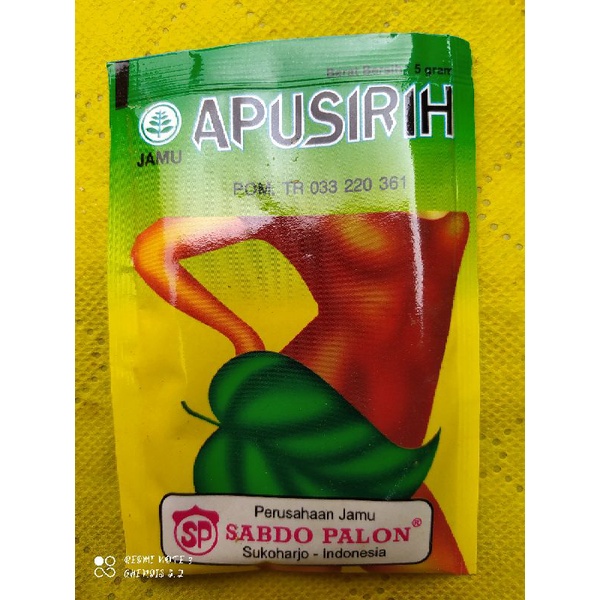 Berat Bersih : 5 gram
APUSIRIH
JAMU
POM. TR 033 220 361
Perusahaan Jamu
SP SABDO PALON®
Sukoharjo - Indonesia
REDMI NOTE 8